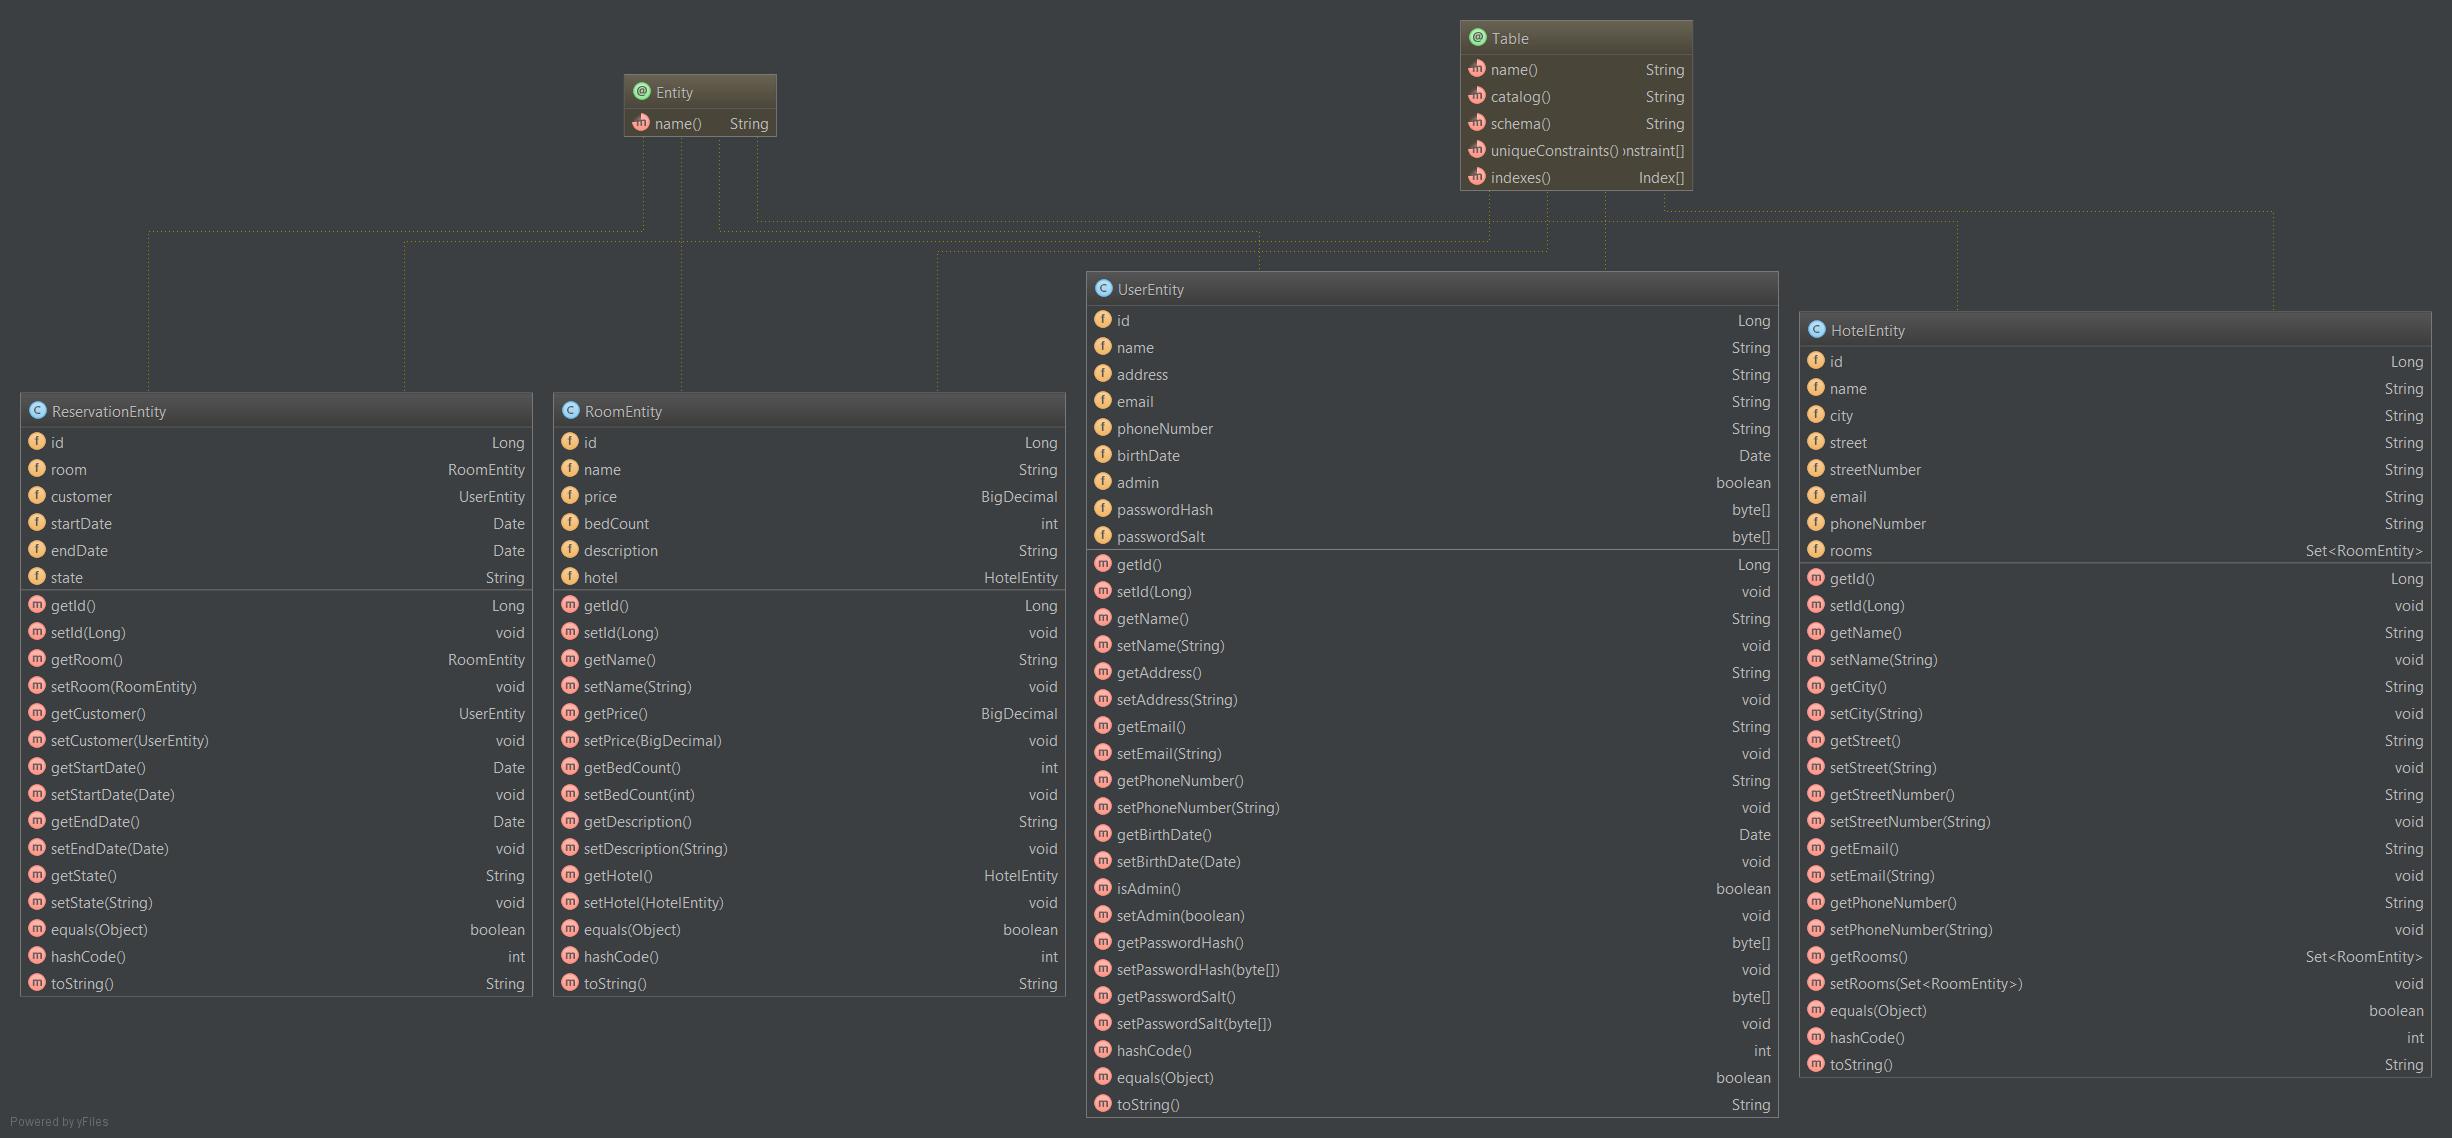 @ Entity
m name() String
@ Table
m name() String
m catalog() String
m schema() String
m uniqueConstraints() onstraint[]
m indexes() Index[]
C ReservationEntity
f id Long
f room RoomEntity
f customer UserEntity
f startDate Date
f endDate Date
f state String
m getId() Long
m setId(Long) void
m getRoom() RoomEntity
m setRoom(RoomEntity) void
m getCustomer() UserEntity
m setCustomer(UserEntity) void
m getStartDate() Date
m setStartDate(Date) void
m getEndDate() Date
m setEndDate(Date) void
m getState() String
m setState(String) void
m equals(Object) boolean
m hashCode() int
m toString() String
C RoomEntity
f id Long
f name String
f price BigDecimal
f bedCount int
f description String
f hotel HotelEntity
m getId() Long
m setId(Long) void
m getName() String
m setName(String) void
m getPrice() BigDecimal
m setPrice(BigDecimal) void
m getBedCount() int
m setBedCount(int) void
m getDescription() String
m setDescription(String) void
m getHotel() HotelEntity
m setHotel(HotelEntity) void
m equals(Object) boolean
m hashCode() int
m toString() String
C UserEntity
f id Long
f name String
f address String
f email String
f phoneNumber String
f birthDate Date
f admin boolean
f passwordHash byte[]
f passwordSalt byte[]
m getId() Long
m setId(Long) void
m getName() String
m setName(String) void
m getAddress() String
m setAddress(String) void
m getEmail() String
m setEmail(String) void
m getPhoneNumber() String
m setPhoneNumber(String) void
m getBirthDate() Date
m setBirthDate(Date) void
m isAdmin() boolean
m setAdmin(boolean) void
m getPasswordHash() byte[]
m setPasswordHash(byte[]) void
m getPasswordSalt() byte[]
m setPasswordSalt(byte[]) void
m hashCode() int
m equals(Object) boolean
m toString() String
C HotelEntity
f id Long
f name String
f city String
f street String
f streetNumber String
f email String
f phoneNumber String
f rooms Set<RoomEntity>
m getId() Long
m setId(Long) void
m getName() String
m setName(String) void
m getCity() String
m setCity(String) void
m getStreet() String
m setStreet(String) void
m getStreetNumber() String
m setStreetNumber(String) void
m getEmail() String
m setEmail(String) void
m getPhoneNumber() String
m setPhoneNumber(String) void
m getRooms() Set<RoomEntity>
m setRooms(Set<RoomEntity>) void
m equals(Object) boolean
m hashCode() int
m toString() String
Powered by yFiles